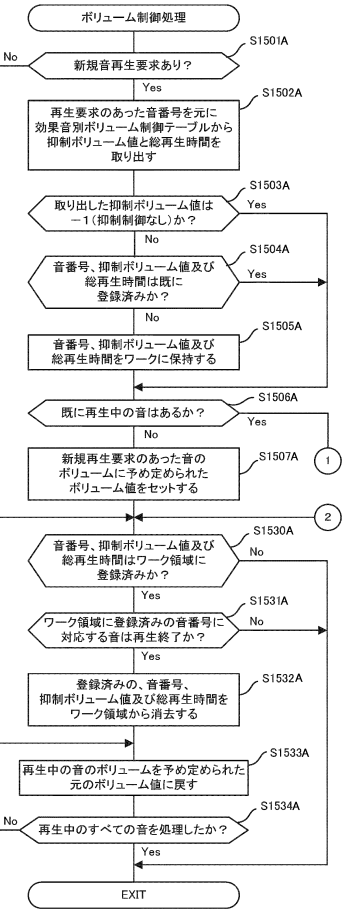 ボリューム制御処理
S1501A
No
新規音再生要求あり?
Yes
S1502A
再生要求のあった音番号を元に
効果音別ボリューム制御テーブルから
抑制ボリューム値と総再生時間を
取り出す
S1503A
取り出した抑制ボリューム値は
-1(抑制制御なし)か?
Yes
No
S1504A
音番号、抑制ボリューム値及び
総再生時間は既に
登録済みか?
Yes
No
S1505A
音番号、抑制ボリューム値及び
総再生時間をワークに保持する
S1506A
既に再生中の音はあるか?
Yes
No
1
S1507A
新規再生要求のあった音の
ボリュームに予め定められた
ボリューム値をセットする
2
S1530A
音番号、抑制ボリューム値及び
総再生時間はワーク領域に
登録済みか?
No
Yes
S1531A
ワーク領域に登録済みの音番号に
対応する音は再生終了か?
No
Yes
S1532A
登録済みの、音番号、
抑制ボリューム値及び総再生時間を
ワーク領域から消去する
S1533A
再生中の音のボリュームを予め定められた
元のボリューム値に戻す
S1534A
No
再生中のすべての音を処理したか?
Yes
EXIT